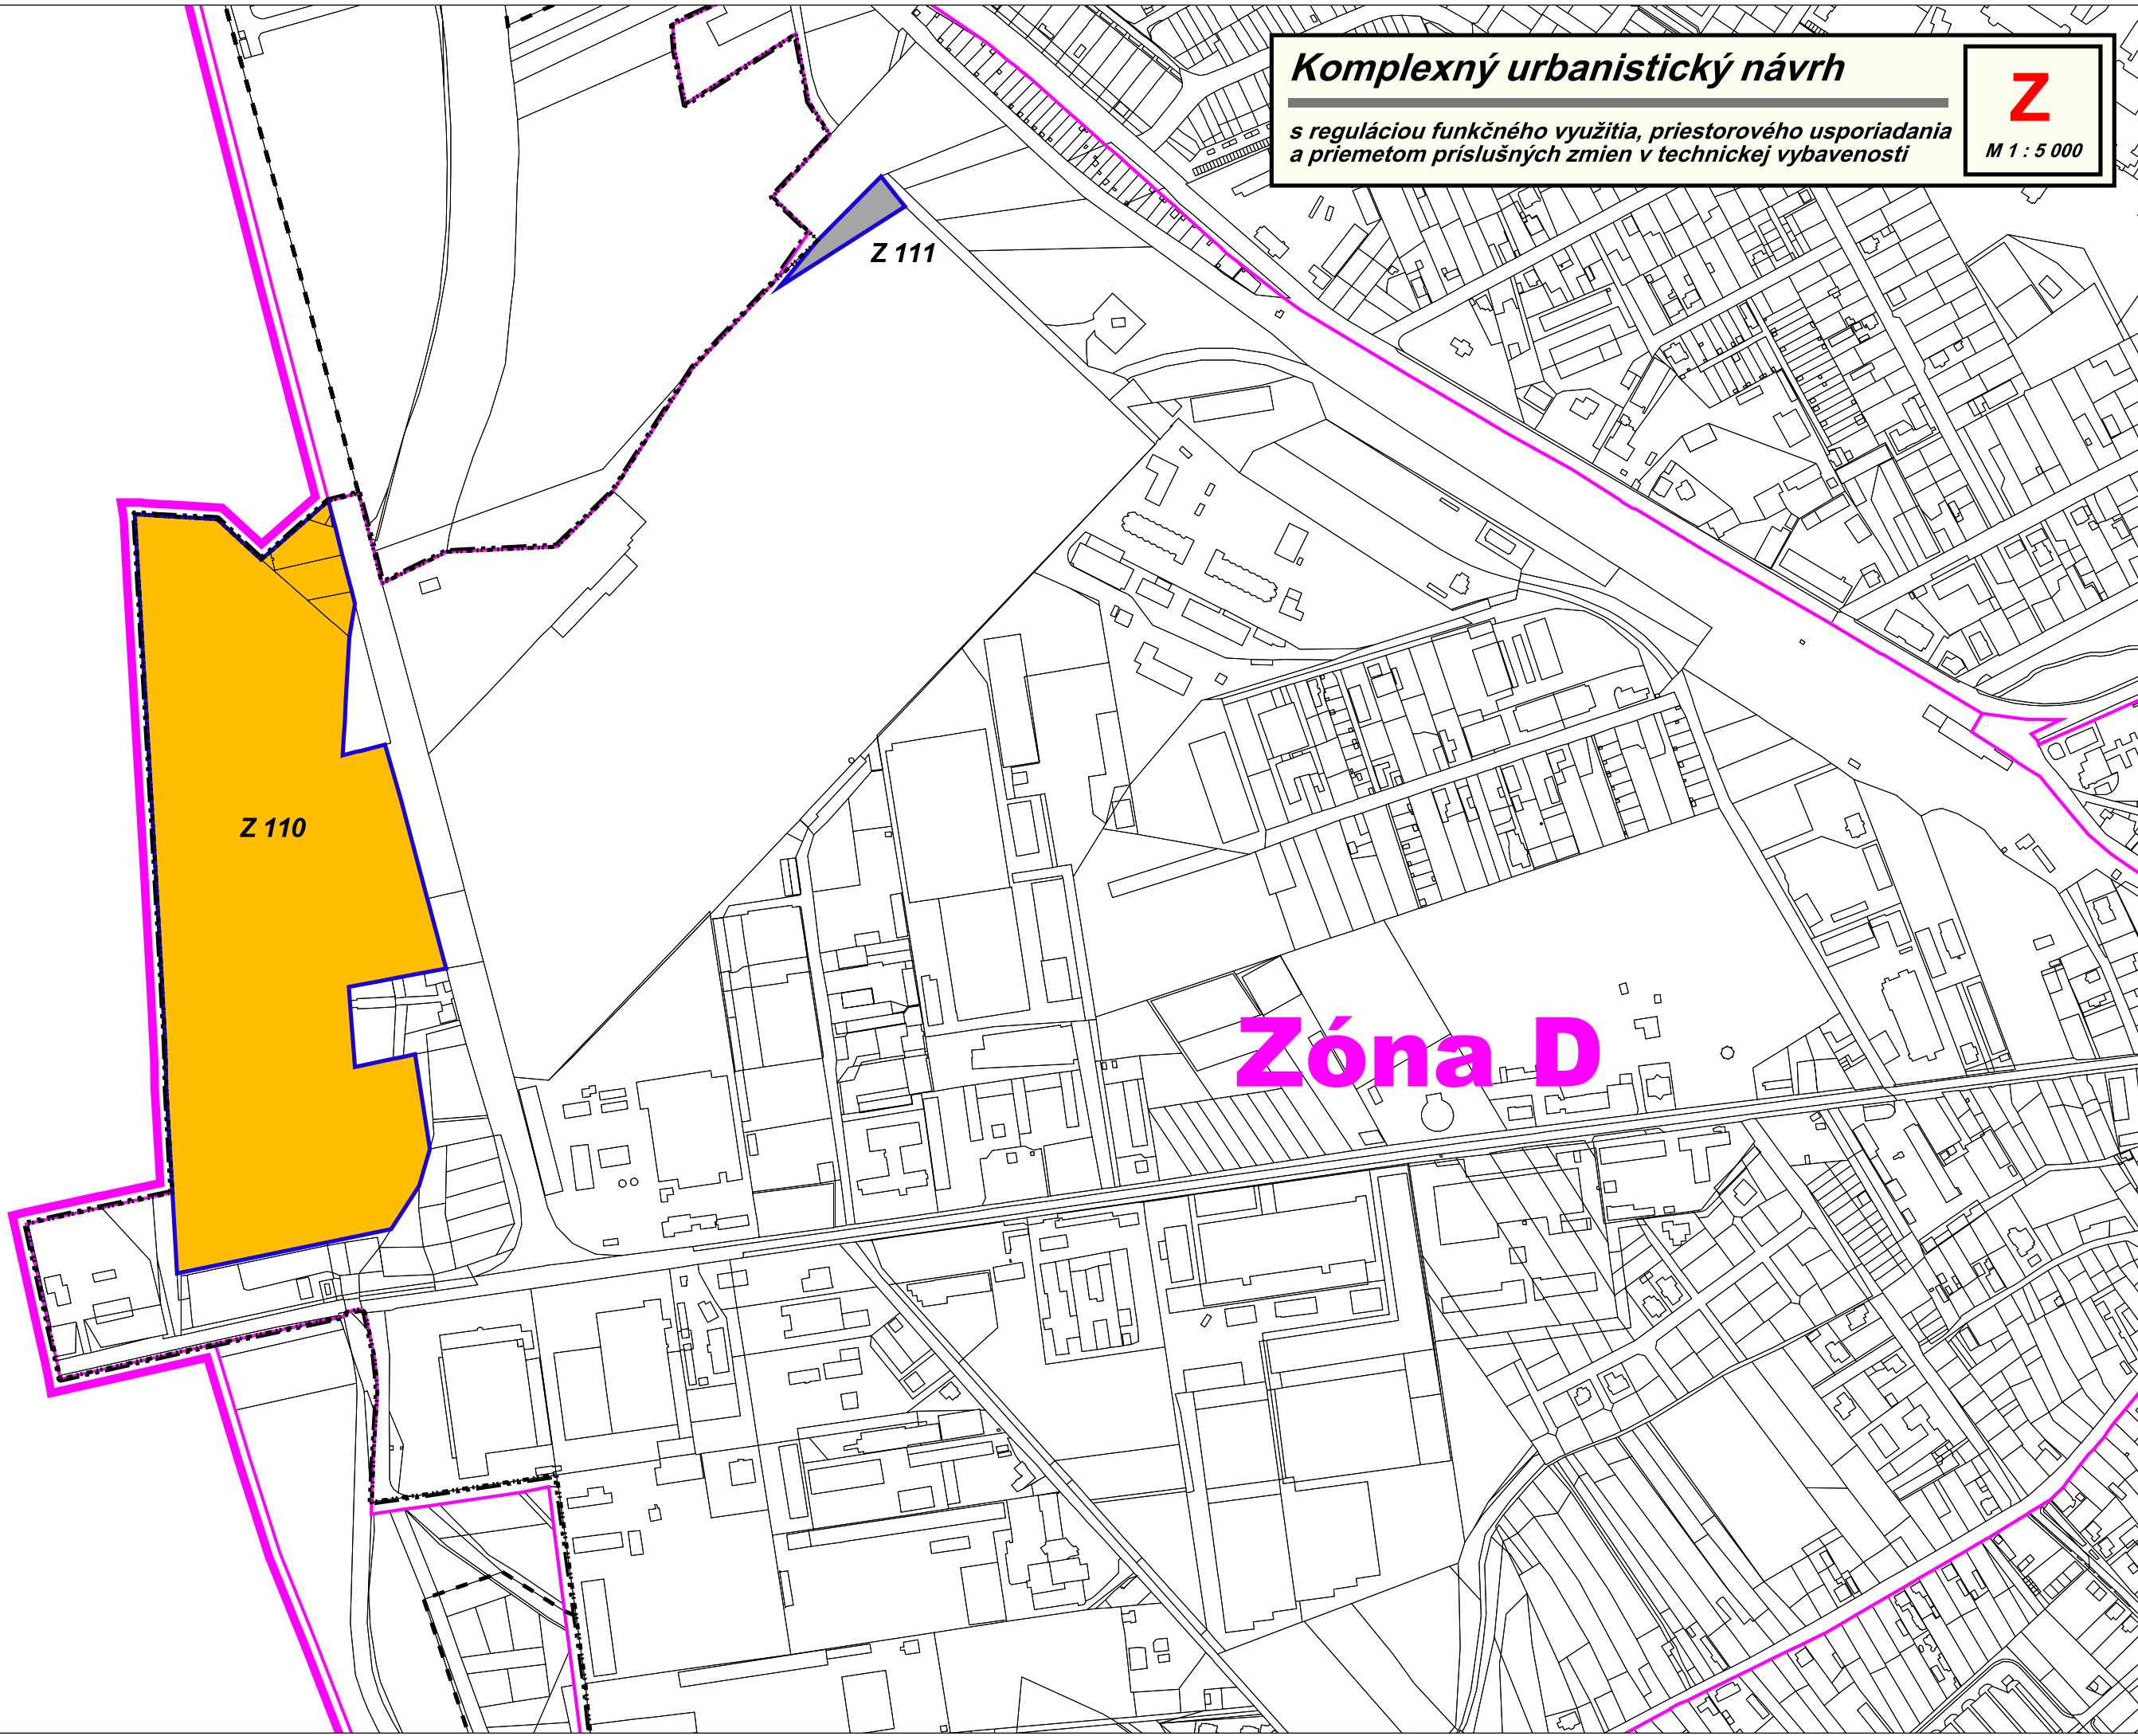 Komplexný urbanistický návrh
s reguláciou funkčného využitia, priestorového usporiadania
a priemetom príslušných zmien v technickej vybavenosti
Z
M 1 : 5 000
Z 111
Z 110
Zóna D